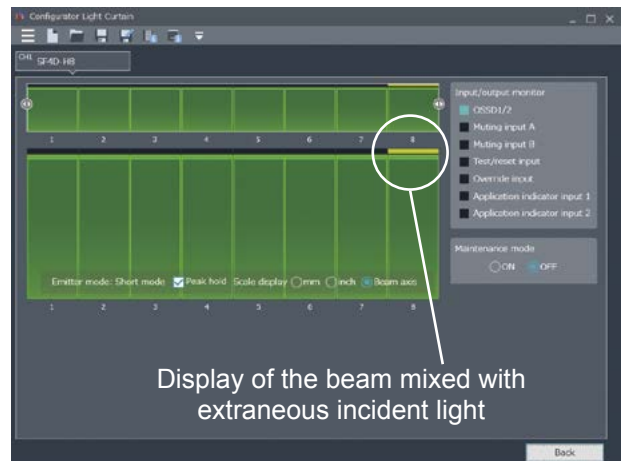 Configurator Light Curtain
CH1 SF4D-H8
1 2 3 4 5 6 7 8
Emitter mode: Short mode Peak hold Scale display mm inch Beam axis
1 2 3 4 5 6 7 8
Input/output monitor
OSSD1/2
Muting input A
Muting input B
Test/reset input
Override input
Application indicator input 1
Application indicator input 2
Maintenance mode
ON OFF
Display of the beam mixed with
extraneous incident light
Back